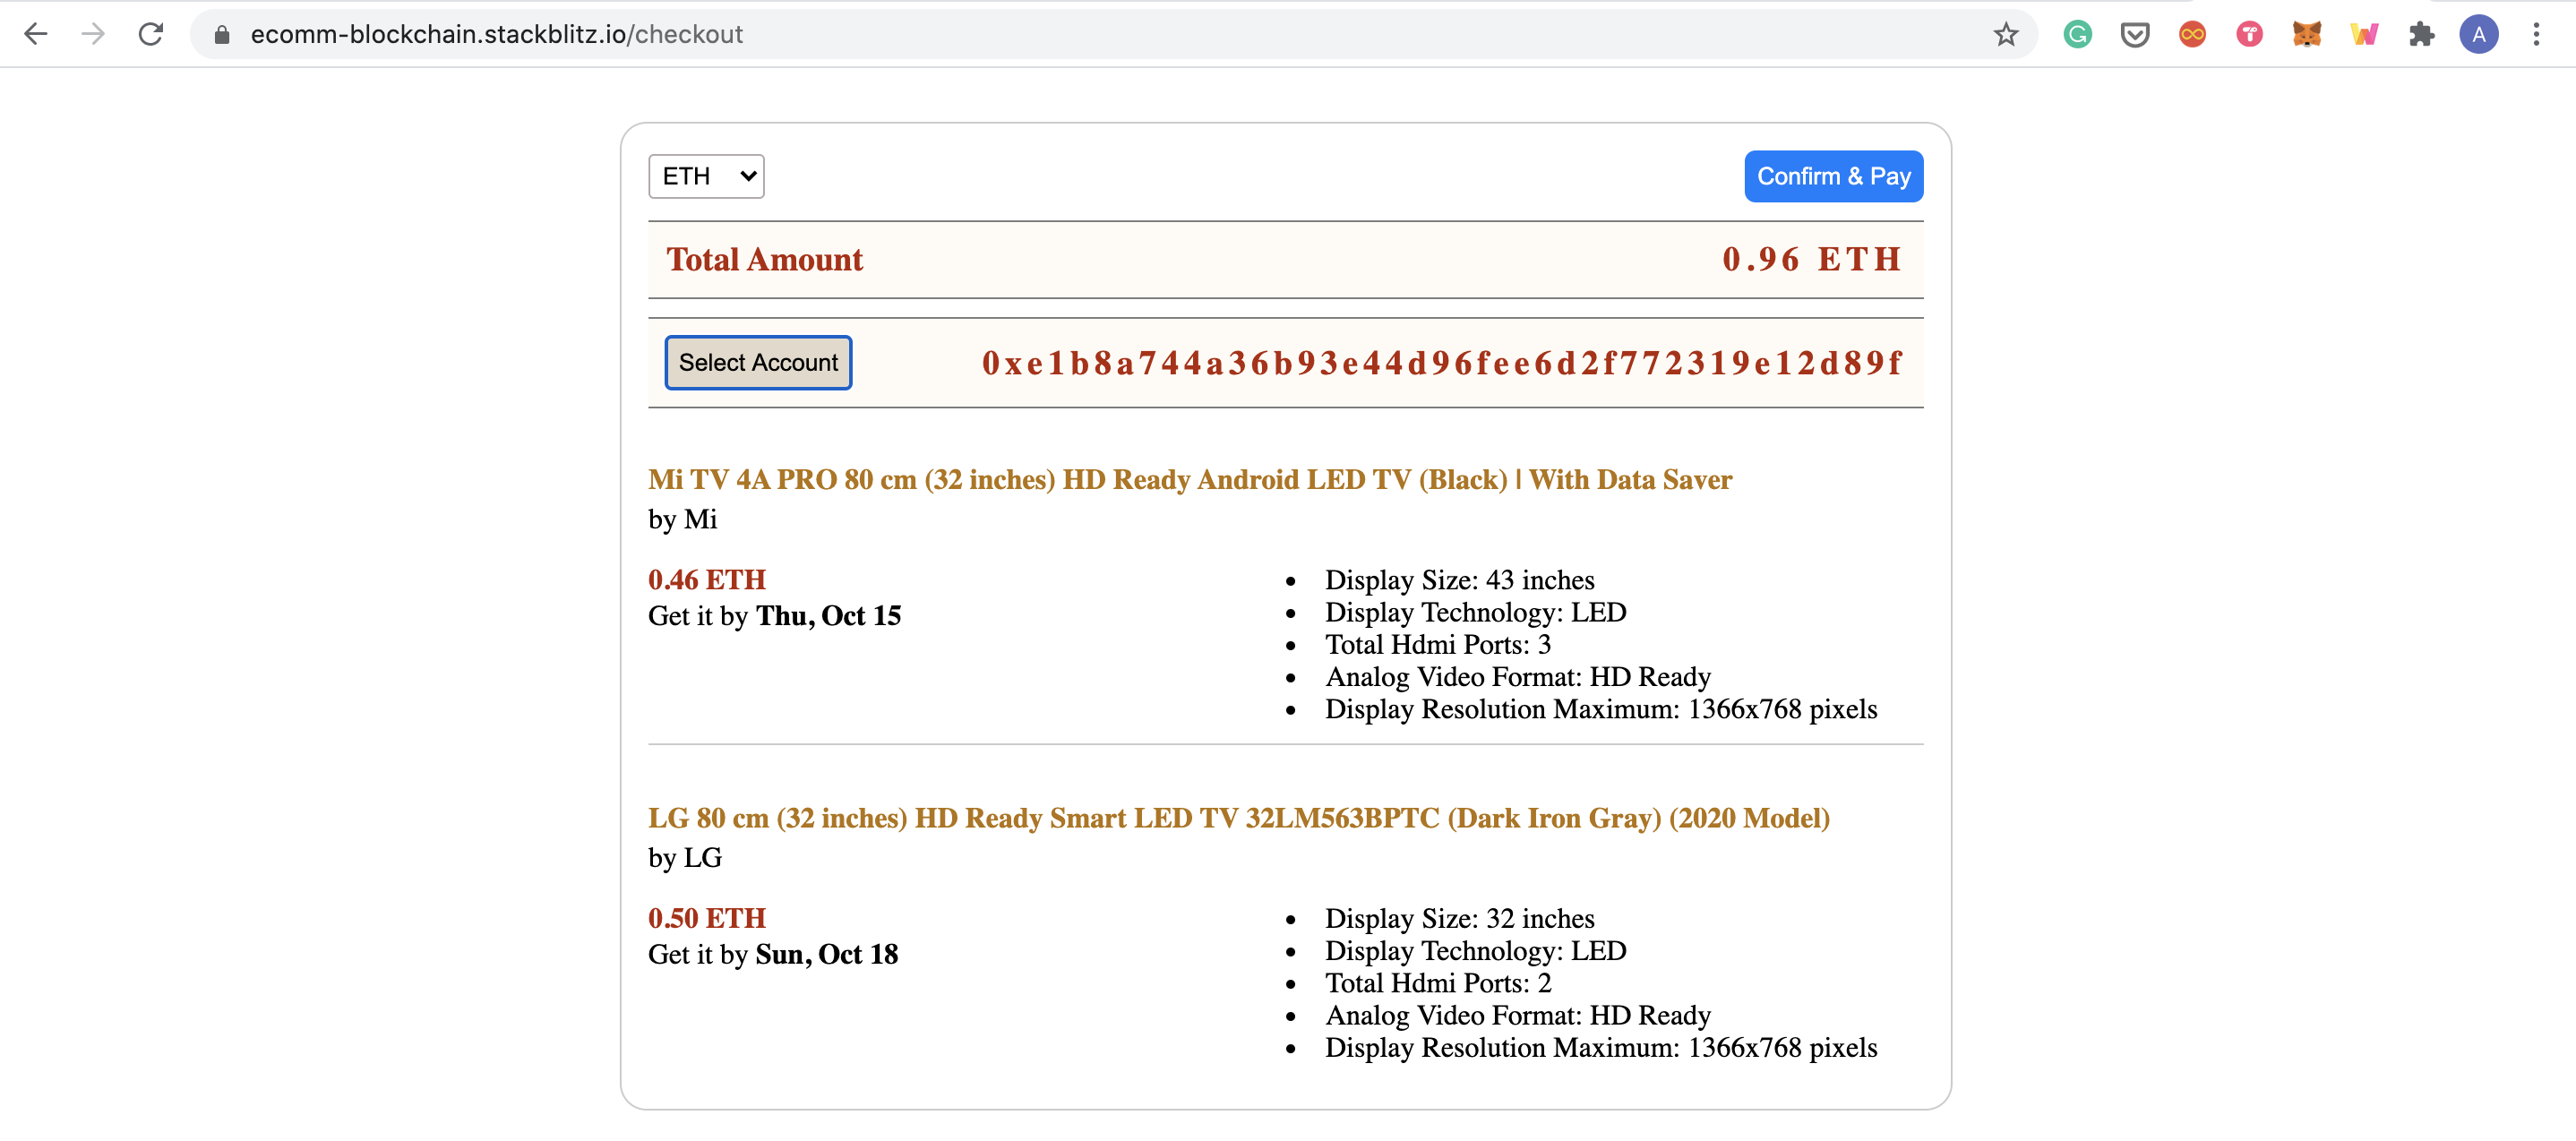 ecomm-blockchain.stackblitz.io/checkout
A
ETH
Confirm & Pay
Total Amount
0.96 ETH
Select Account
0xe1b8a744a36b93e44d96fee6d2f772319e12d89f
Mi TV 4A PRO 80 cm (32 inches) HD Ready Android LED TV (Black) | With Data Saver
by Mi
0.46 ETH
Get it by Thu, Oct 15
• Display Size: 43 inches
• Display Technology: LED
• Total Hdmi Ports: 3
• Analog Video Format: HD Ready
• Display Resolution Maximum: 1366x768 pixels
LG 80 cm (32 inches) HD Ready Smart LED TV 32LM563BPTC (Dark Iron Gray) (2020 Model)
by LG
0.50 ETH
Get it by Sun, Oct 18
• Display Size: 32 inches
• Display Technology: LED
• Total Hdmi Ports: 2
• Analog Video Format: HD Ready
• Display Resolution Maximum: 1366x768 pixels